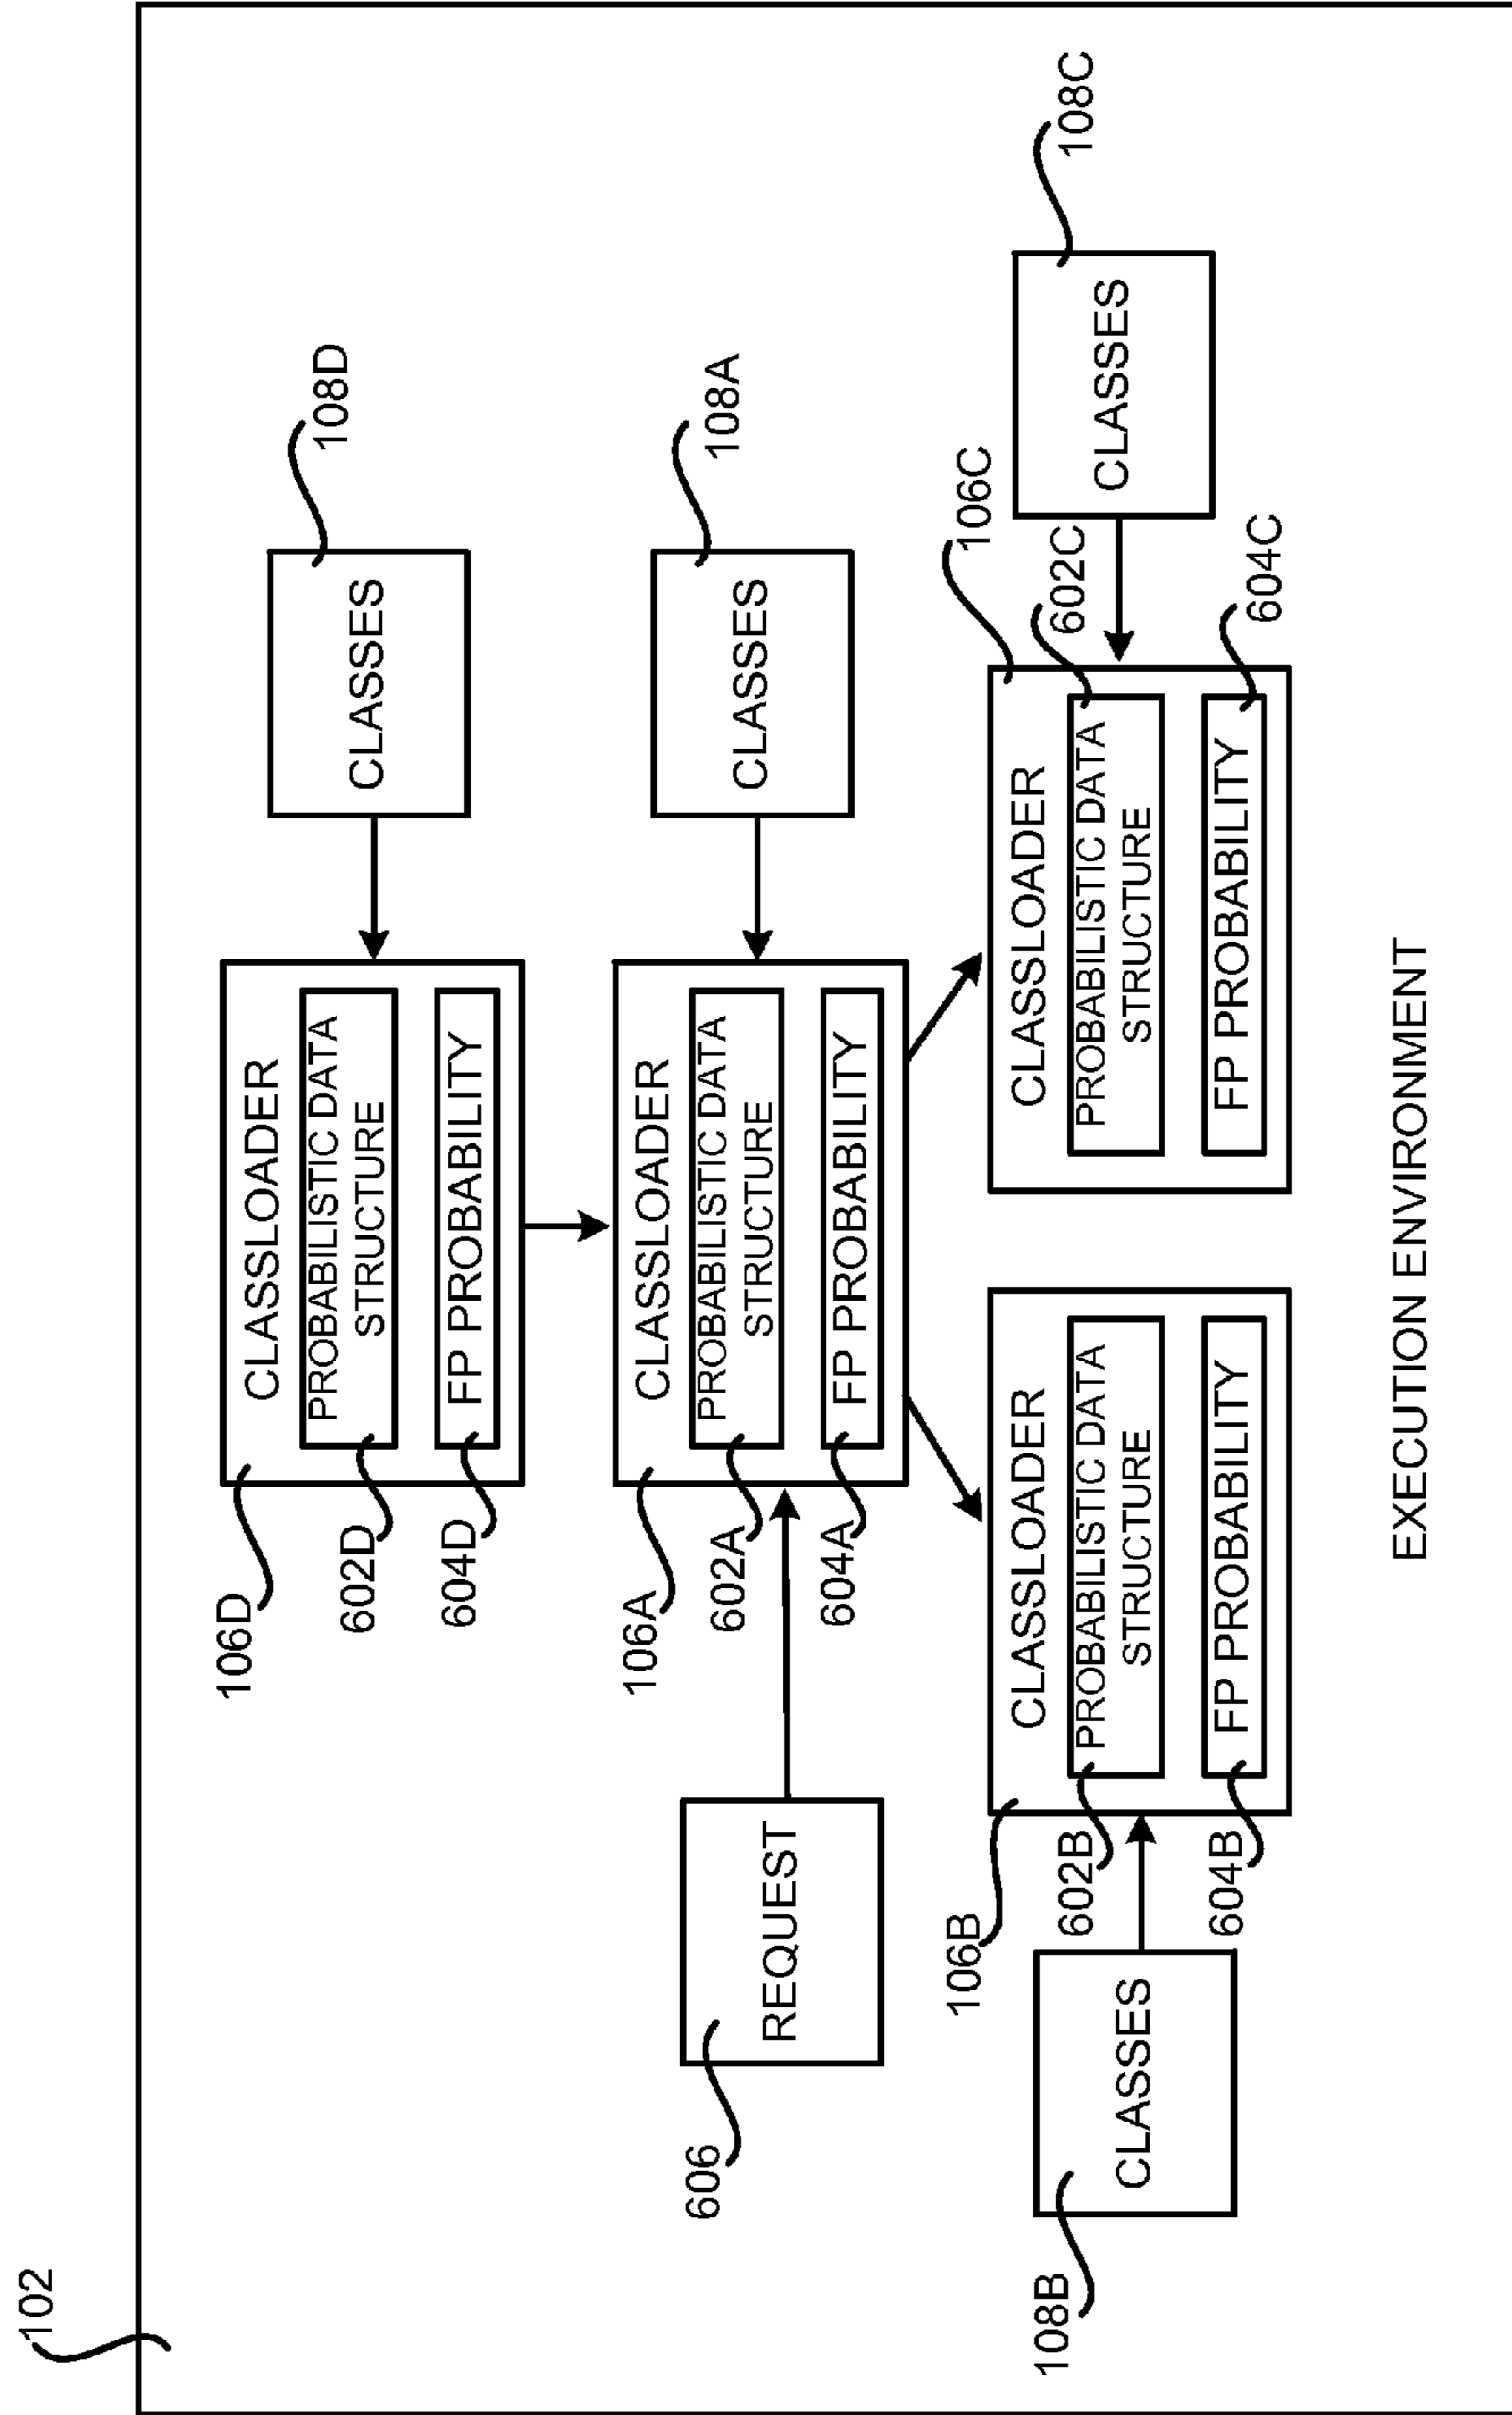 102
106D
CLASSLOADER
602D
PROBABILISTIC DATA
STRUCTURE
604D
FP PROBABILITY
CLASSES
108D
606
REQUEST
106A
CLASSLOADER
602A
PROBABILISTIC DATA
STRUCTURE
604A
FP PROBABILITY
CLASSES
108A
108B
CLASSES
106B
CLASSLOADER
602B
PROBABILISTIC DATA
STRUCTURE
604B
FP PROBABILITY
106C
CLASSLOADER
602C
PROBABILISTIC DATA
STRUCTURE
604C
FP PROBABILITY
CLASSES
108C
EXECUTION ENVIRONMENT